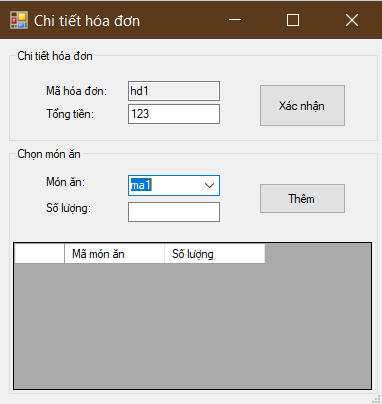 Chi tiết hóa đơn
Chi tiết hóa đơn
Mã hóa đơn: hd1
Tổng tiền: 123
Xác nhận
Chọn món ăn
Món ăn: ma1
Số lượng:
Thêm
Mã món ăn Số lượng